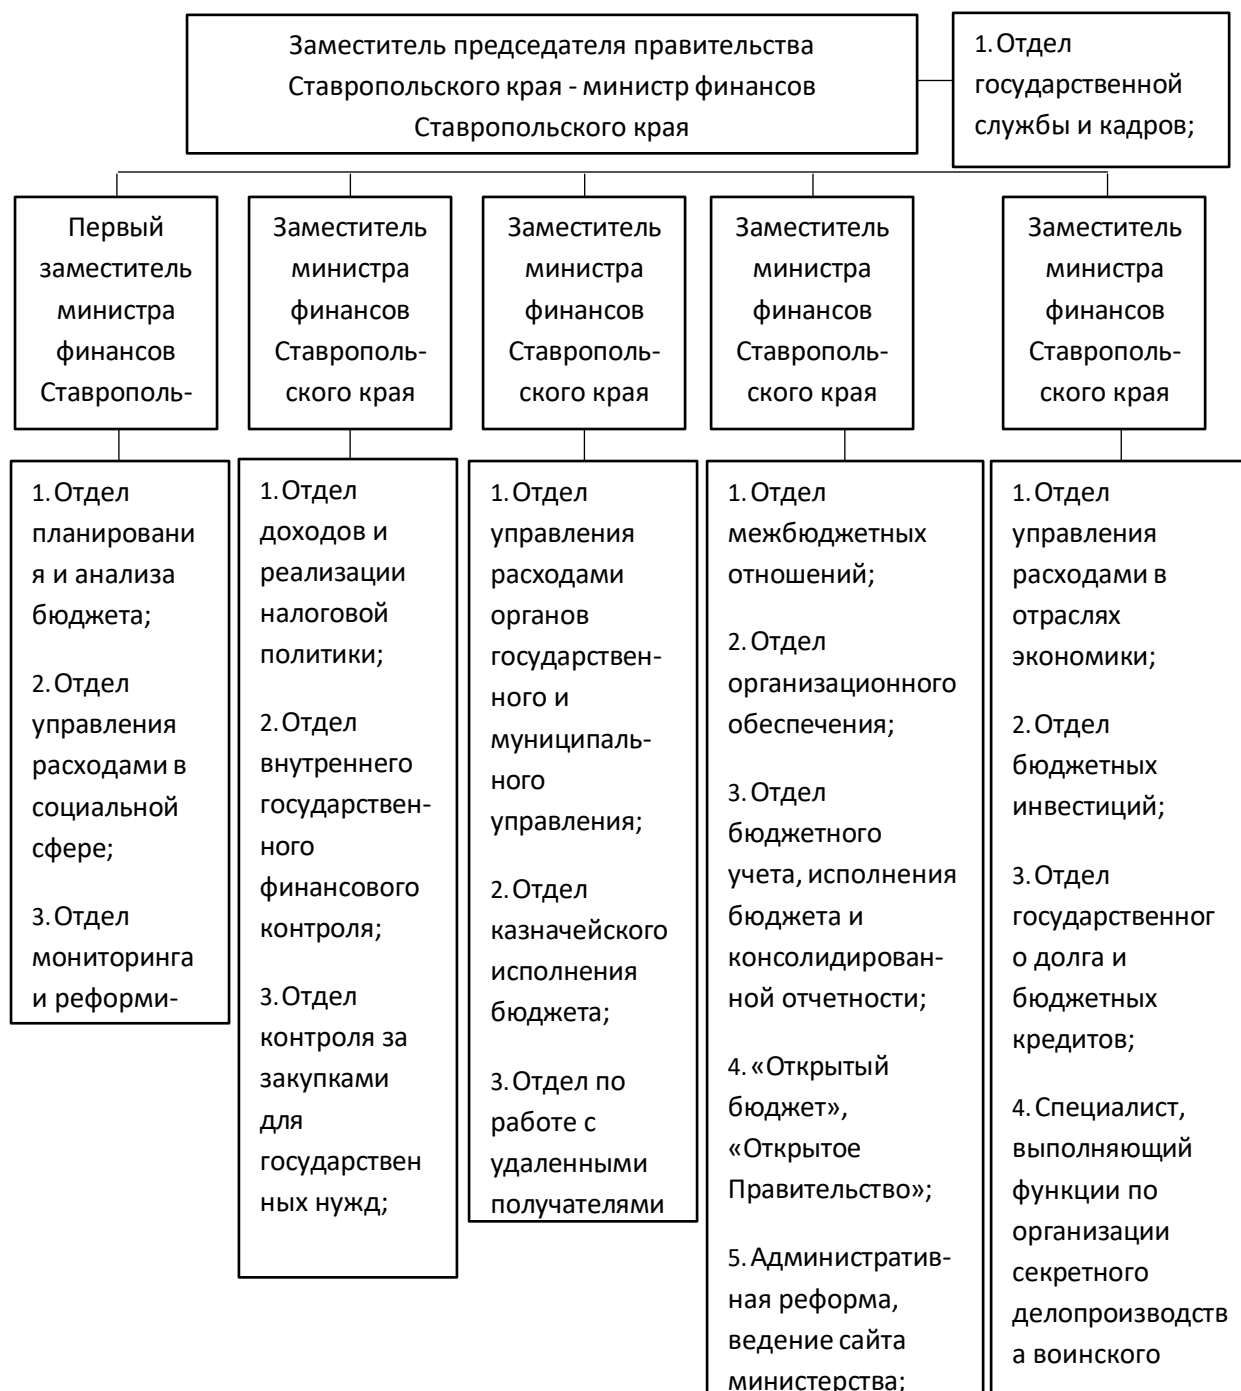 Заместитель председателя правительства
Ставропольского края - министр финансов
Ставропольского края
1. Отдел
государственной
службы и кадров;
Первый
заместитель
министра
финансов
Ставрополь-
Заместитель
министра
финансов
Ставрополь-
ского края
Заместитель
министра
финансов
Ставрополь-
ского края
Заместитель
министра
финансов
Ставрополь-
ского края
Заместитель
министра
финансов
Ставрополь-
ского края
1. Отдел
планировани
я и анализа
бюджета;
2. Отдел
управления
расходами в
социальной
сфере;
3. Отдел
мониторинга
и реформи-
1. Отдел
доходов и
реализации
налоговой
политики;
2. Отдел
внутреннего
государствен-
ного
финансового
контроля;
3. Отдел
контроля за
закупками
для
государствен
ных нужд;
1. Отдел
управления
расходами
органов
государствен-
ного и
муниципаль-
ного
управления;
2. Отдел
казначейского
исполнения
бюджета;
3. Отдел по
работе с
удаленными
получателями
1. Отдел
межбюджетных
отношений;
2. Отдел
организационного
обеспечения;
3. Отдел
бюджетного
учета, исполнения
бюджета и
консолидирован-
ной отчетности;
4. «Открытый
бюджет»,
«Открытое
Правительство»;
5. Административ-
ная реформа,
ведение сайта
министерства;
1. Отдел
управления
расходами в
отраслях
экономики;
2. Отдел
бюджетных
инвестиций;
3. Отдел
государственног
о долга и
бюджетных
кредитов;
4. Специалист,
выполняющий
функции по
организации
секретного
делопроизводств
а воинского